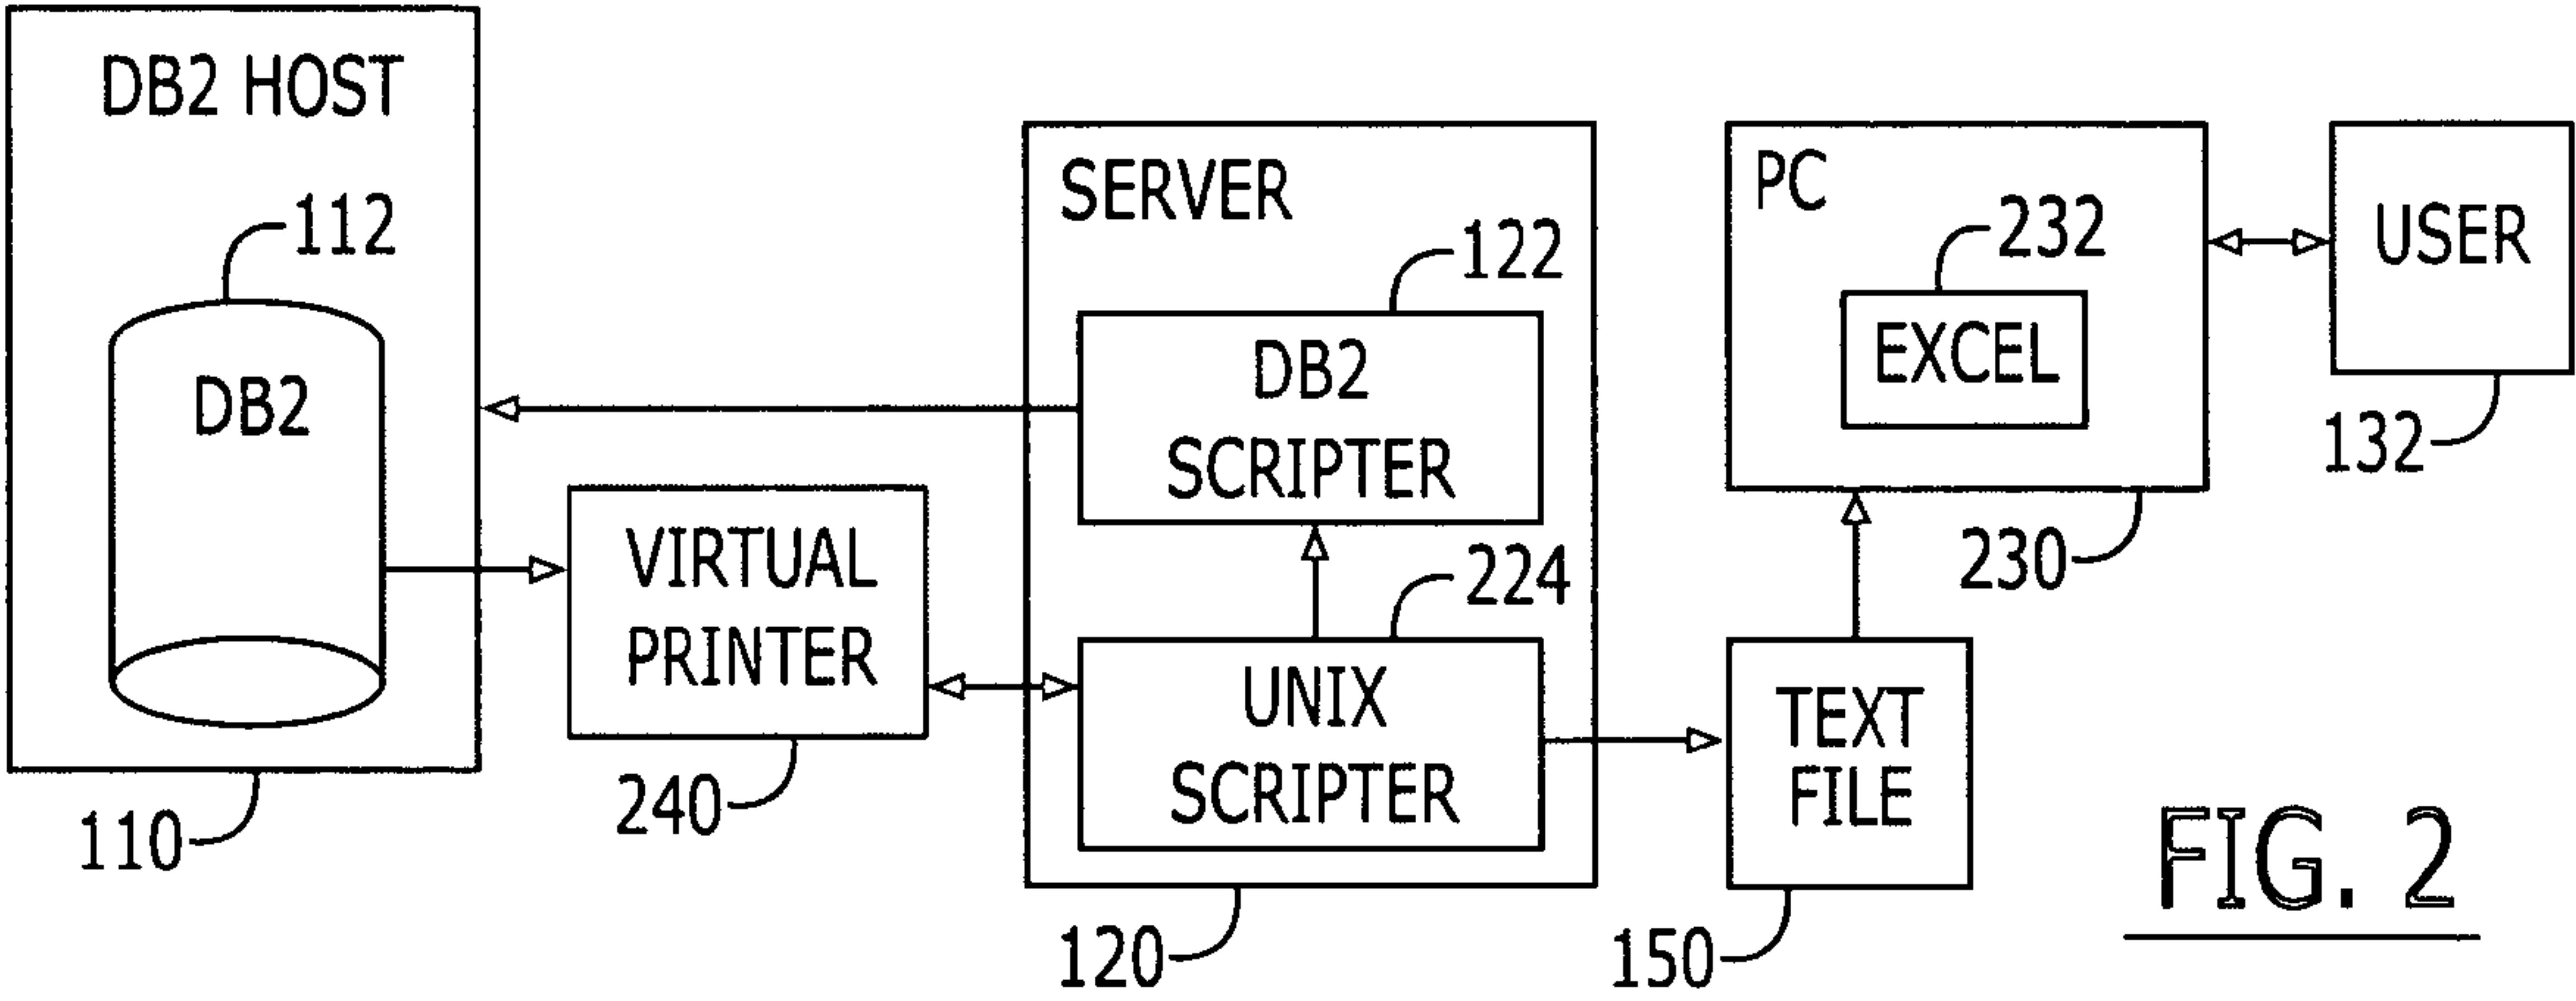 DB2 HOST
112
DB2
110
VIRTUAL
PRINTER
240
SERVER
122
DB2
SCRIPTER
224
UNIX
SCRIPTER
120
PC
232
EXCEL
230
USER
132
TEXT
FILE
150
FIG. 2